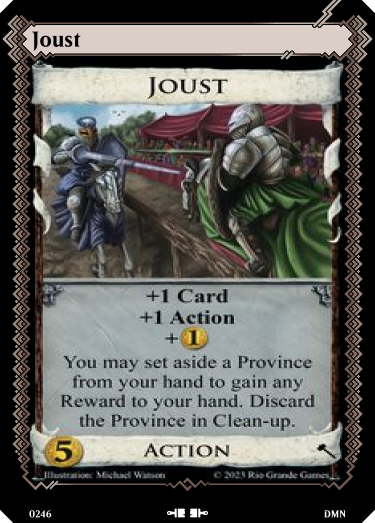 Joust
JOUST
+1 Card
+1 Action
+1
You may set aside a Province
from your hand to gain any
Reward to your hand. Discard
the Province in Clean-up.
5
ACTION
Illustration: Michael Watson
© 2023 Rio Grande Games
0246
DMN